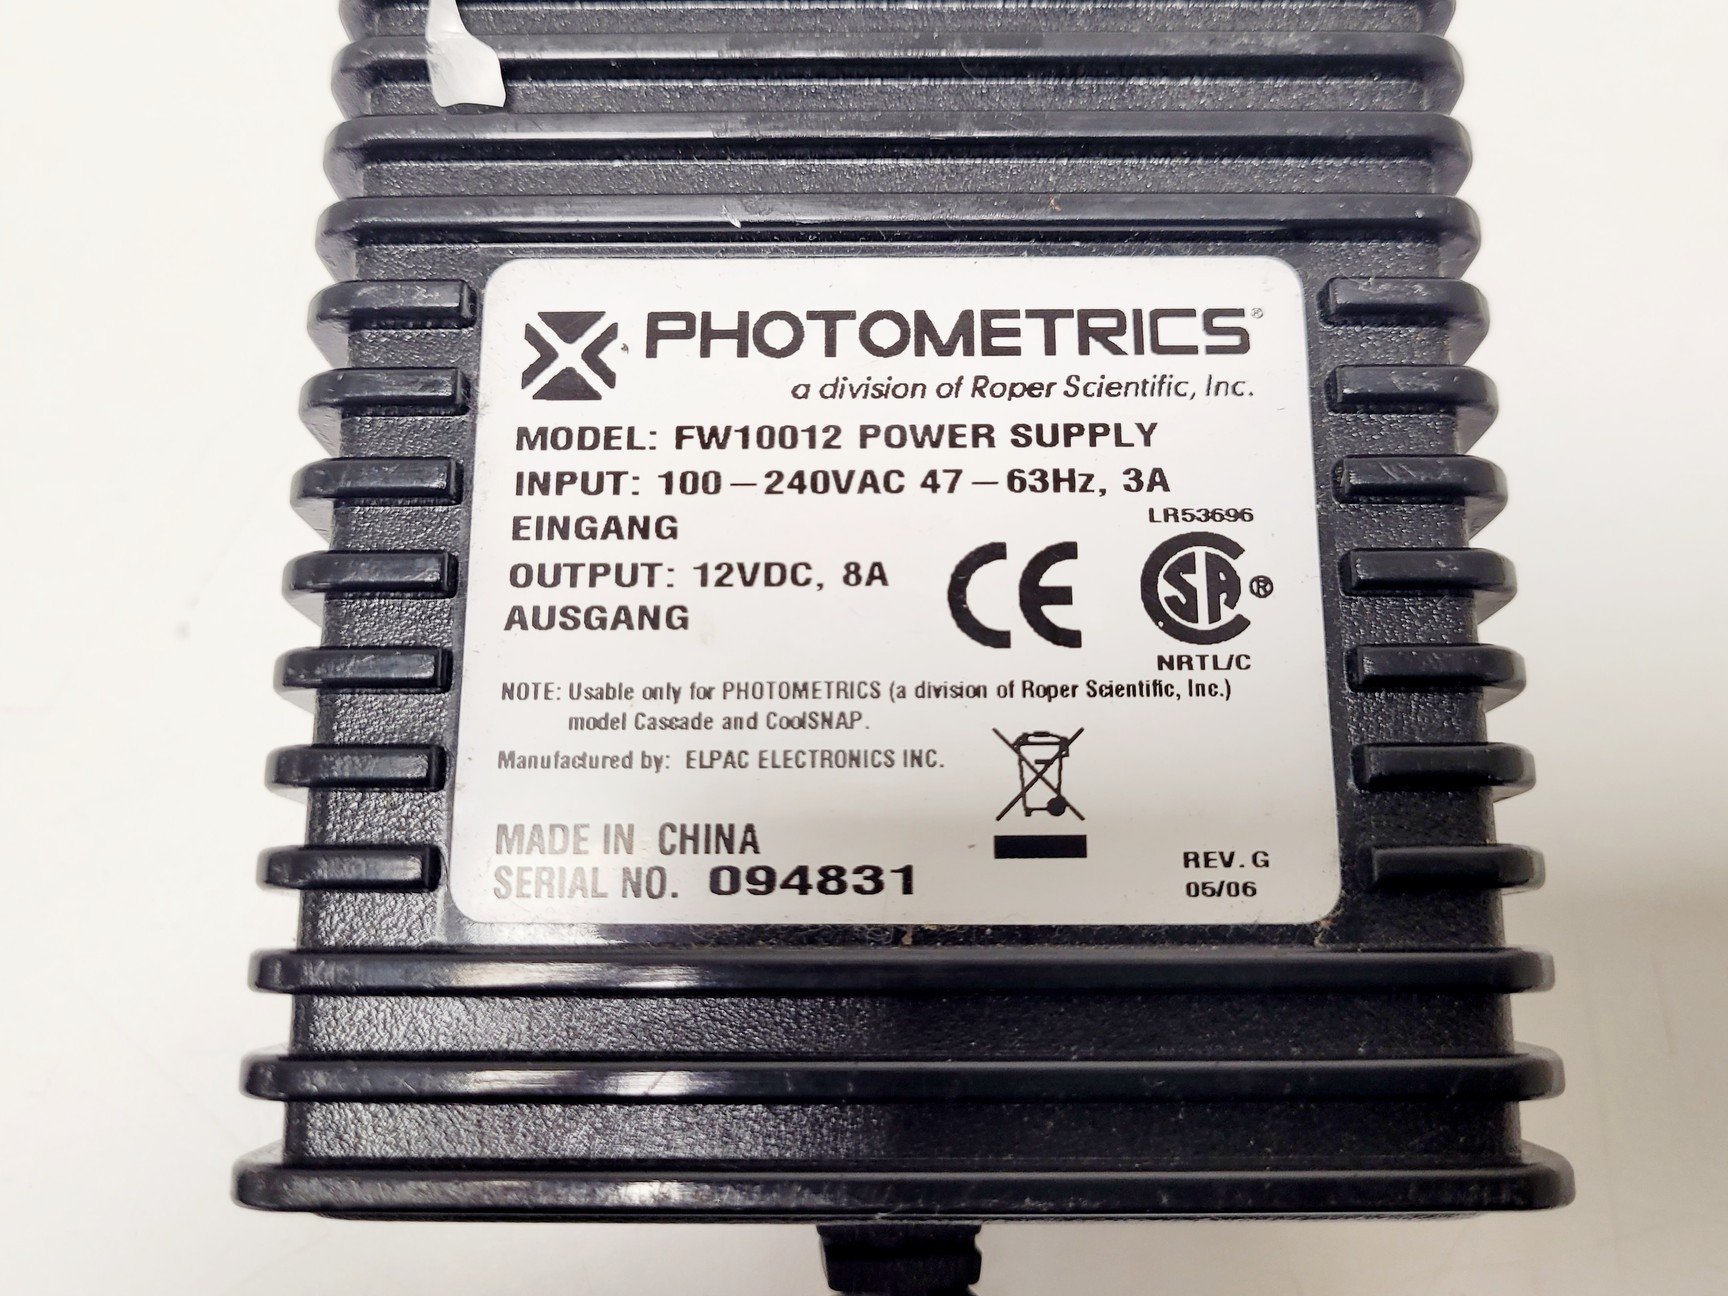 PHOTOMETRICS®
a division of Roper Scientific, Inc.
MODEL: FW10012 POWER SUPPLY
INPUT: 100–240VAC 47–63Hz, 3A
EINGANG
OUTPUT: 12VDC, 8A
AUSGANG
CE
LR53696
SA ®
NRTL/C
NOTE: Usable only for PHOTOMETRICS (a division of Roper Scientific, Inc.)
model Cascade and CoolSNAP.
Manufactured by: ELPAC ELECTRONICS INC.
MADE IN CHINA
SERIAL NO. 094831
REV. G
05/06